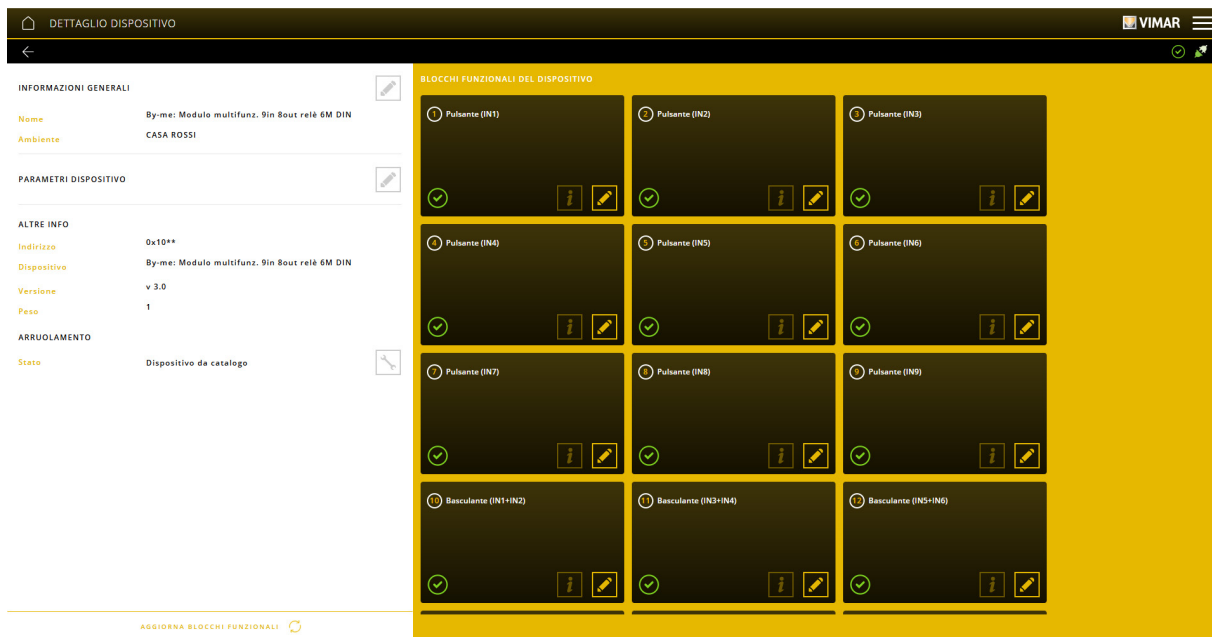 DETTAGLIO DISPOSITIVO
VIMAR
INFORMAZIONI GENERALI
Nome By-me: Modulo multifunz. 9in 8out relè 6M DIN
Ambiente CASA ROSSI
PARAMETRI DISPOSITIVO
ALTRE INFO
Indirizzo 0x10**
Dispositivo By-me: Modulo multifunz. 9in 8out relè 6M DIN
Versione v 3.0
Peso 1
ARRUOLAMENTO
Stato Dispositivo da catalogo
AGGIORNA BLOCCHI FUNZIONALI
BLOCCHI FUNZIONALI DEL DISPOSITIVO
1 Pulsante (IN1)
2 Pulsante (IN2)
3 Pulsante (IN3)
4 Pulsante (IN4)
5 Pulsante (IN5)
6 Pulsante (IN6)
7 Pulsante (IN7)
8 Pulsante (IN8)
9 Pulsante (IN9)
10 Basculante (IN1+IN2)
11 Basculante (IN3+IN4)
12 Basculante (IN5+IN6)